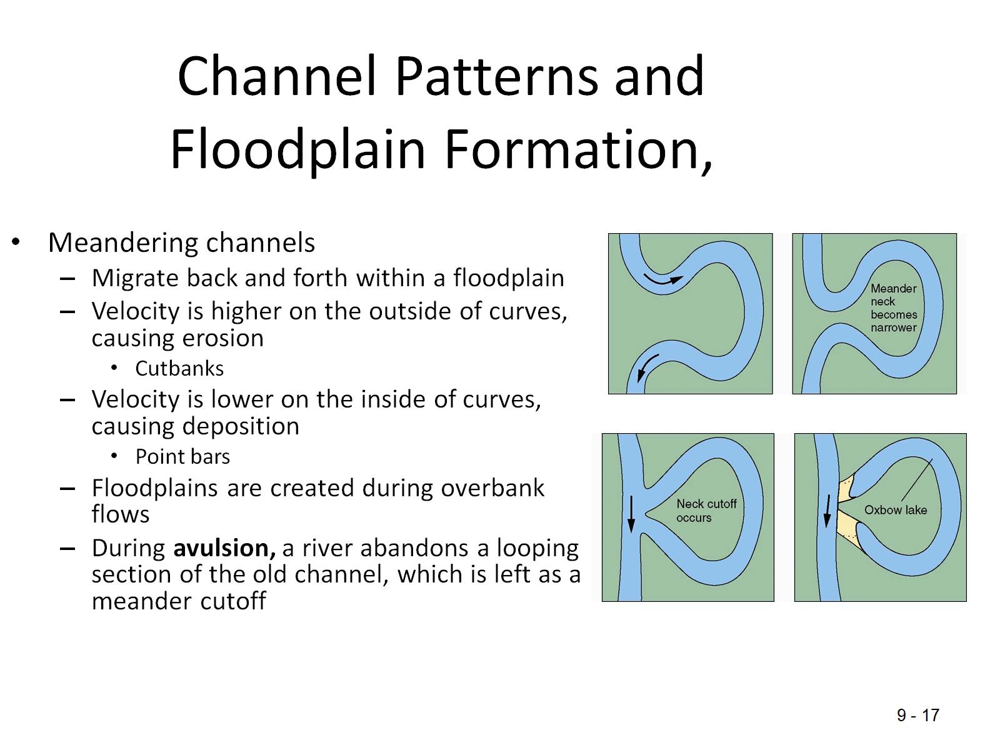 Channel Patterns and
Floodplain Formation,
• Meandering channels
– Migrate back and forth within a floodplain
– Velocity is higher on the outside of curves,
causing erosion
• Cutbanks
– Velocity is lower on the inside of curves,
causing deposition
• Point bars
– Floodplains are created during overbank
flows
– During avulsion, a river abandons a looping
section of the old channel, which is left as a
meander cutoff
Meander
neck
becomes
narrower
Neck cutoff
occurs
Oxbow lake
9 - 17